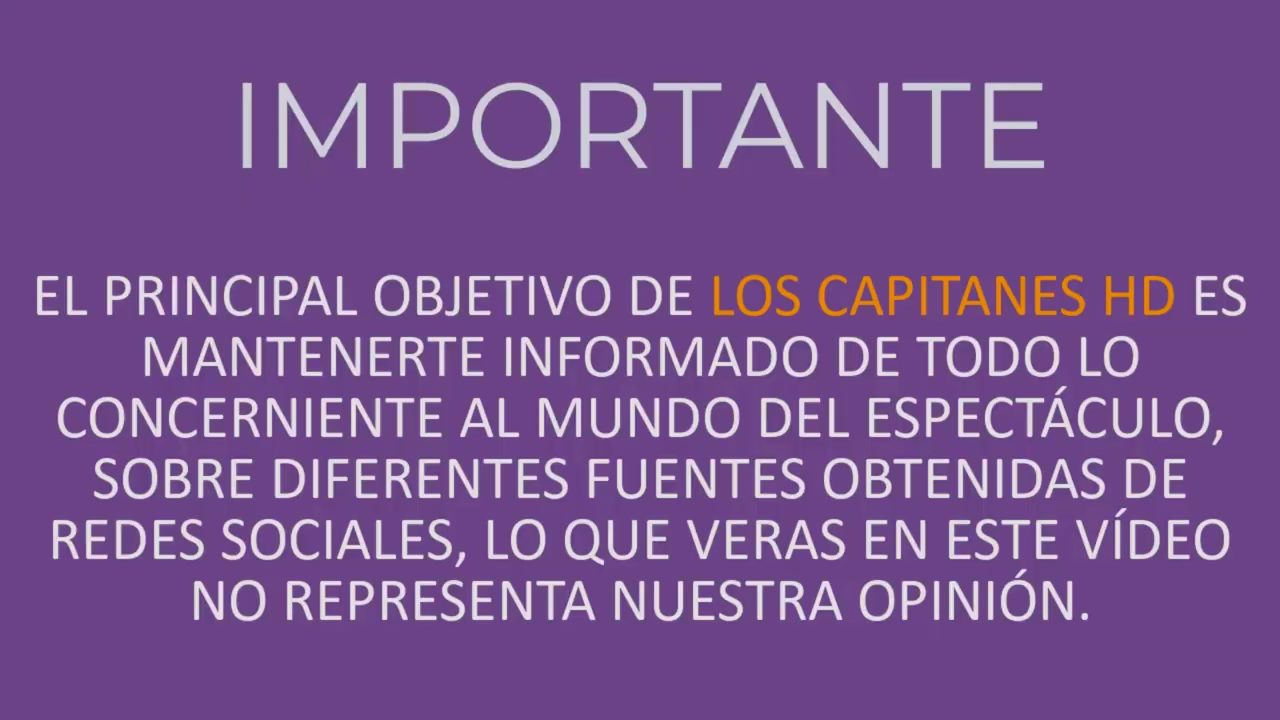 IMPORTANTE
EL PRINCIPAL OBJETIVO DE LOS CAPITANES HD ES
MANTENERTE INFORMADO DE TODO LO
CONCERNIENTE AL MUNDO DEL ESPECTÁCULO,
SOBRE DIFERENTES FUENTES OBTENIDAS DE
REDES SOCIALES, LO QUE VERAS EN ESTE VÍDEO
NO REPRESENTA NUESTRA OPINIÓN.